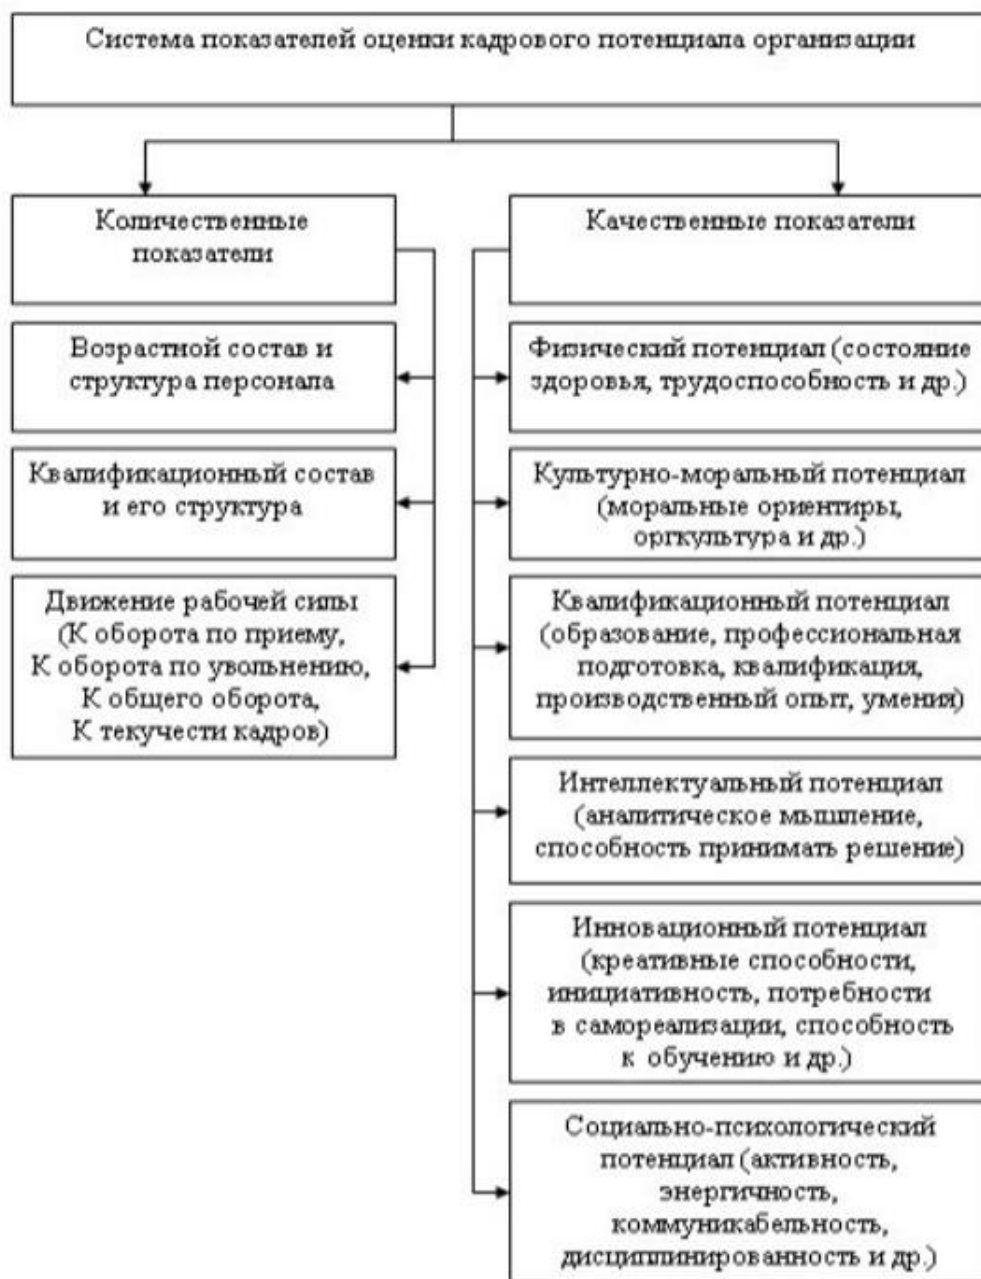 Система показателей оценки кадрового потенциала организации
Количественные
показатели
Возрастной состав и
структура персонала
Квалификационный состав
и его структура
Движение рабочей силы
(К оборота по приему,
К оборота по увольнению,
К общего оборота,
К текучести кадров)
Качественные показатели
Физический потенциал (состояние
здоровья, трудоспособность и др.)
Культурно-моральный потенциал
(моральные ориентиры,
оргкультура и др.)
Квалификационный потенциал
(образование, профессиональная
подготовка, квалификация,
производственный опыт, умения)
Интеллектуальный потенциал
(аналитическое мышление,
способность принимать решение)
Инновационный потенциал
(креативные способности,
инициативность, потребности
в самореализации, способность
к обучению и др.)
Социально-психологический
потенциал (активность,
энергичность,
коммуникабельность,
дисциплинированность и др.)